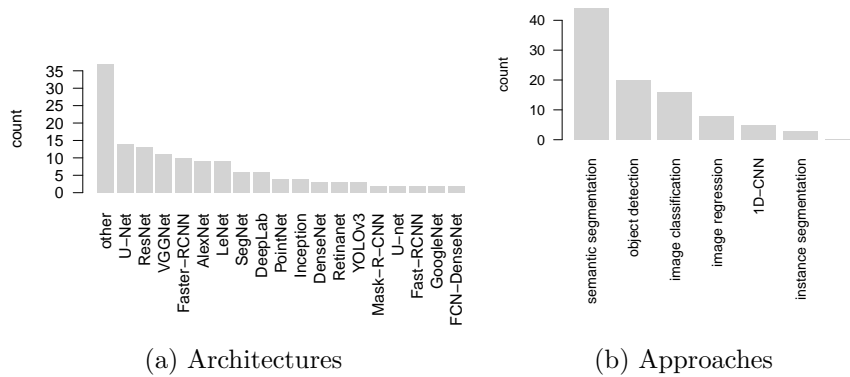 count
35
30
25
20
15
10
5
0
other
U−Net
ResNet
VGGNet
Faster−RCNN
AlexNet
LeNet
SegNet
DeepLab
PointNet
Inception
DenseNet
Retinanet
YOLOv3
Mask−R−CNN
U−net
Fast−RCNN
GoogleNet
FCN−DenseNet
(a) Architectures
count
40
30
20
10
0
semantic segmentation
object detection
image classification
image regression
1D−CNN
instance segmentation
(b) Approaches